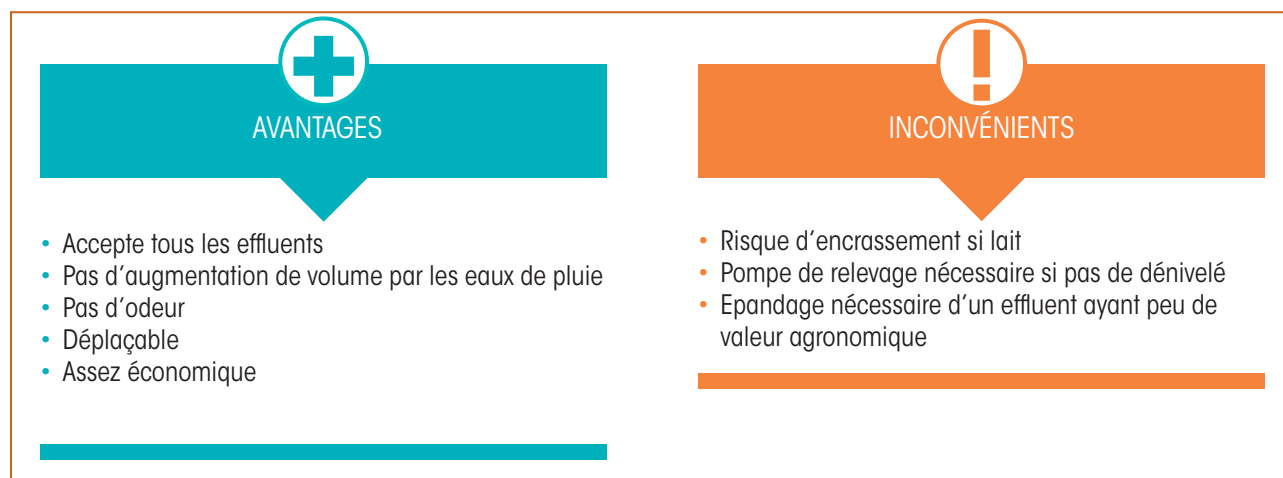 AVANTAGES
• Accepte tous les effluents
• Pas d’augmentation de volume par les eaux de pluie
• Pas d’odeur
• Déplaçable
• Assez économique
INCONVÉNIENTS
• Risque d’encrassement si lait
• Pompe de relevage nécessaire si pas de dénivelé
• Epandage nécessaire d’un effluent ayant peu de
valeur agronomique